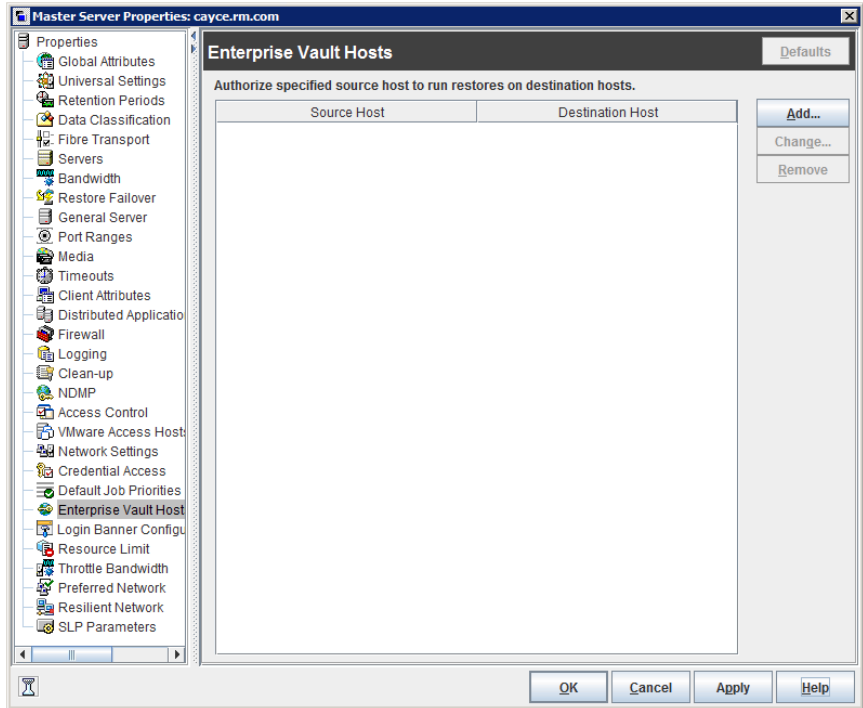 Master Server Properties: cayce.rm.com
Properties
Global Attributes
Universal Settings
Retention Periods
Data Classification
Fibre Transport
Servers
Bandwidth
Restore Failover
General Server
Port Ranges
Media
Timeouts
Client Attributes
Distributed Applicatio
Firewall
Logging
Clean-up
NDMP
Access Control
VMware Access Hosts
Network Settings
Credential Access
Default Job Priorities
Enterprise Vault Host
Login Banner Configu
Resource Limit
Throttle Bandwidth
Preferred Network
Resilient Network
SLP Parameters
Enterprise Vault Hosts
Defaults
Authorize specified source host to run restores on destination hosts.
Source Host Destination Host
Add...
Change...
Remove
OK Cancel Apply Help